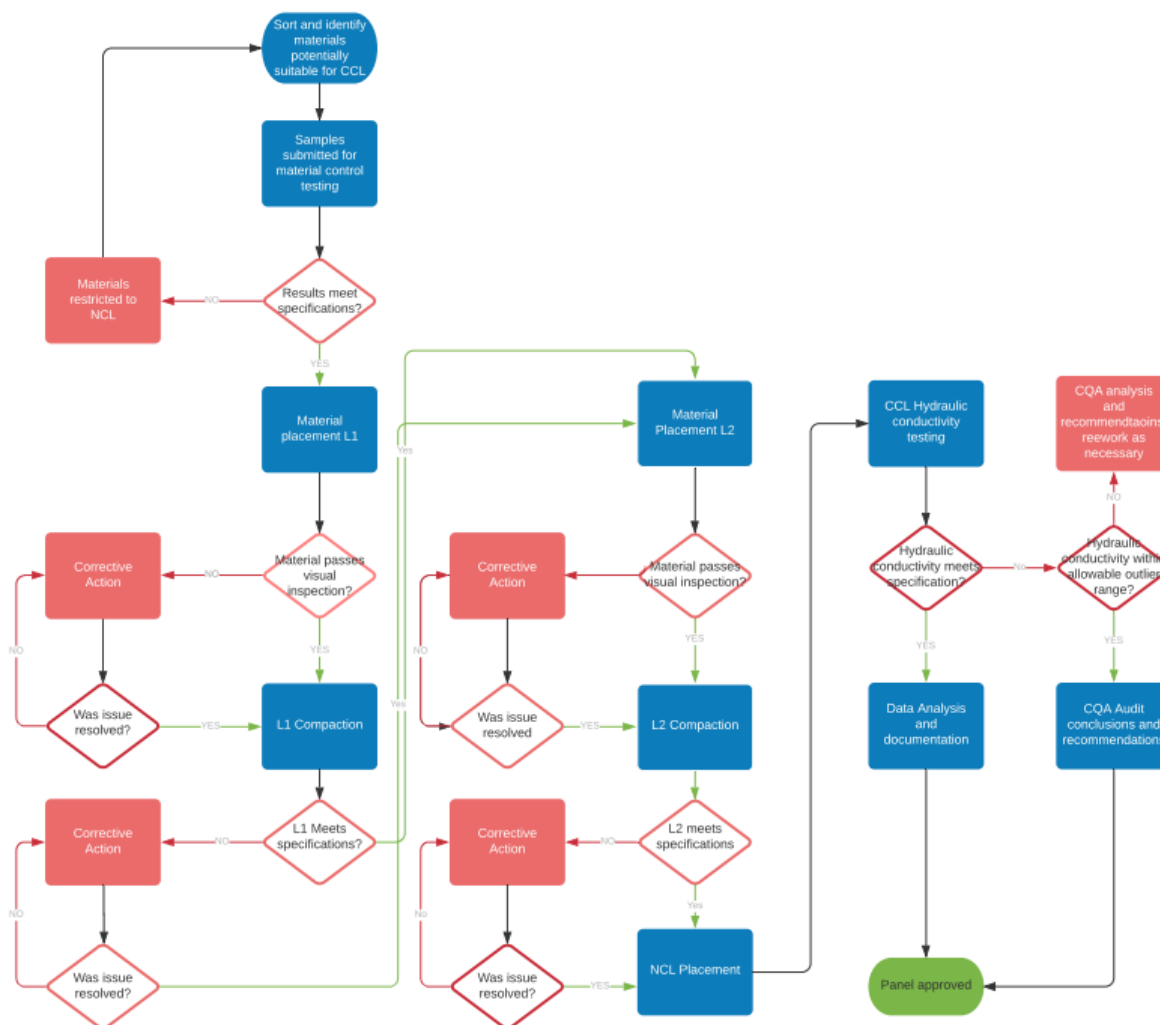 Sort and identify
materials
potentially
suitable for CCL
Samples
submitted for
material control
testing
Results meet
specifications?
NO
Materials
restricted to
NCL
YES
Material
placement L1
Material passes
visual
inspection?
NO
Corrective
Action
NO
Was issue
resolved?
YES
YES
L1 Compaction
L1 Meets
specifications?
NO
Corrective
Action
NO
Was issue
resolved?
Yes
Yes
Material
Placement L2
Material passes
visual inspection?
Corrective
Action
NO
Was issue
resolved
YES
YES
L2 Compaction
L2 meets
specifications
NO
Corrective
Action
No
Was issue
resolved?
YES
Yes
NCL Placement
CCL Hydraulic
conductivity
testing
Hydraulic
conductivity meets
specification?
No
YES
Data Analysis
and
documentation
CQA analysis
and
recommendtaoins
reework as
necessary
NO
Hydraulic
conductivity within
allowable outlier
range?
YES
CQA Audit
conclusions and
recommendations
Panel approved